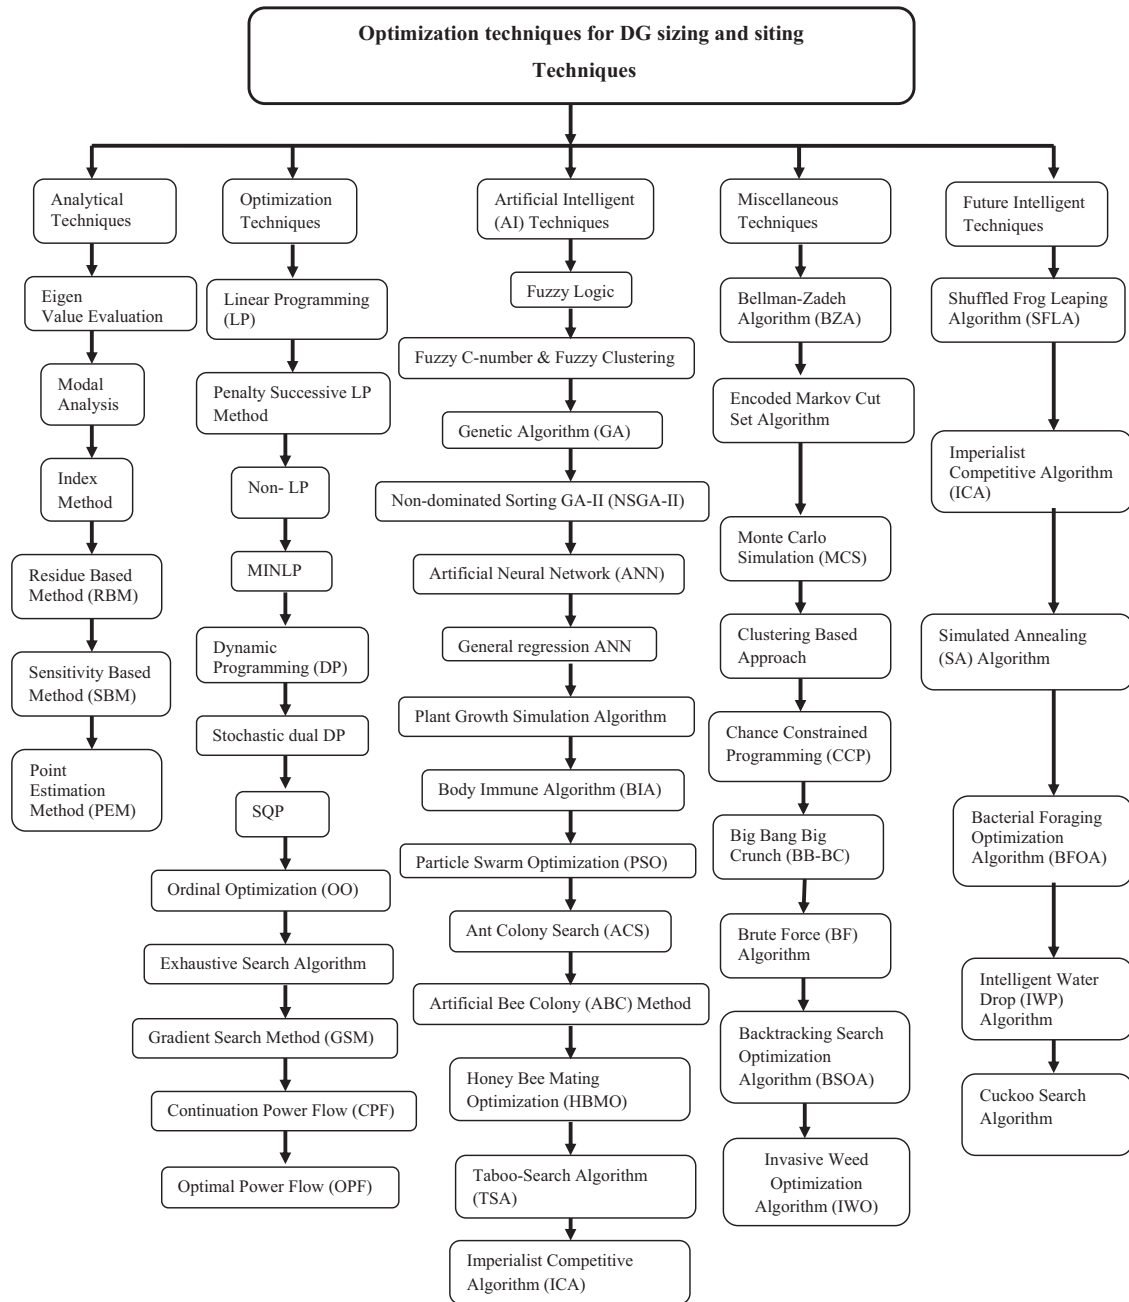 Optimization techniques for DG sizing and siting
Techniques
Analytical
Techniques
Eigen
Value Evaluation
Modal
Analysis
Index
Method
Residue Based
Method (RBM)
Sensitivity Based
Method (SBM)
Point
Estimation
Method (PEM)
Optimization
Techniques
Linear Programming
(LP)
Penalty Successive LP
Method
Non- LP
MINLP
Dynamic
Programming (DP)
Stochastic dual DP
SQP
Ordinal Optimization (OO)
Exhaustive Search Algorithm
Gradient Search Method (GSM)
Continuation Power Flow (CPF)
Optimal Power Flow (OPF)
Artificial Intelligent
(AI) Techniques
Fuzzy Logic
Fuzzy C-number & Fuzzy Clustering
Genetic Algorithm (GA)
Non-dominated Sorting GA-II (NSGA-II)
Artificial Neural Network (ANN)
General regression ANN
Plant Growth Simulation Algorithm
Body Immune Algorithm (BIA)
Particle Swarm Optimization (PSO)
Ant Colony Search (ACS)
Artificial Bee Colony (ABC) Method
Honey Bee Mating
Optimization (HBMO)
Taboo-Search Algorithm
(TSA)
Imperialist Competitive
Algorithm (ICA)
Miscellaneous
Techniques
Bellman-Zadeh
Algorithm (BZA)
Encoded Markov Cut
Set Algorithm
Monte Carlo
Simulation (MCS)
Clustering Based
Approach
Chance Constrained
Programming (CCP)
Big Bang Big
Crunch (BB-BC)
Brute Force (BF)
Algorithm
Backtracking Search
Optimization
Algorithm (BSOA)
Invasive Weed
Optimization
Algorithm (IWO)
Future Intelligent
Techniques
Shuffled Frog Leaping
Algorithm (SFLA)
Imperialist
Competitive Algorithm
(ICA)
Simulated Annealing
(SA) Algorithm
Bacterial Foraging
Optimization
Algorithm (BFOA)
Intelligent Water
Drop (IWP)
Algorithm
Cuckoo Search
Algorithm